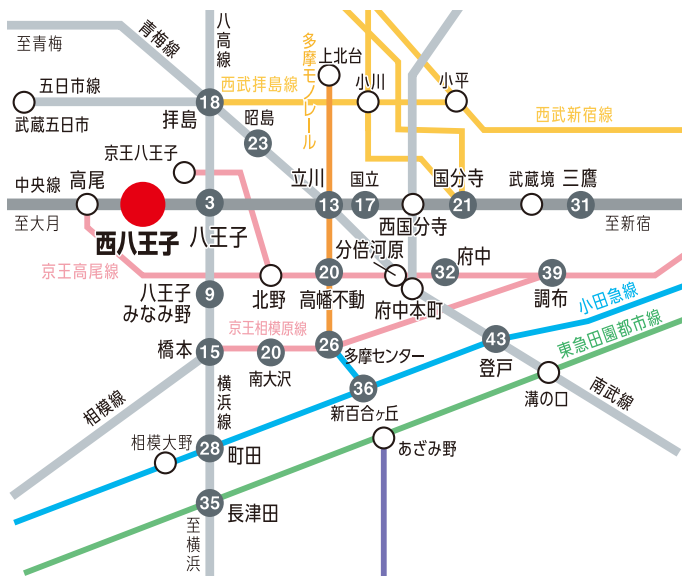 八高線
至青梅
青梅線
多摩モノレール
上北台
五日市線
西武拝島線
小川
小平
18
武蔵五日市
拝島
昭島
西武新宿線
23
京王八王子
中央線
高尾
立川
国立
国分寺
武蔵境
三鷹
3
13
17
21
31
至大月
西八王子
八王子
西国分寺
至新宿
分倍河原
府中
京王高尾線
北野
20
高幡不動
32
39
調布
府中本町
八王子
みなみ野
9
小田急線
京王相模原線
橋本
15
20
南大沢
26
多摩センター
43
登戸
東急田園都市線
相模線
横浜線
36
新百合ヶ丘
溝の口
南武線
相模大野
28
町田
あざみ野
35
長津田
至横浜